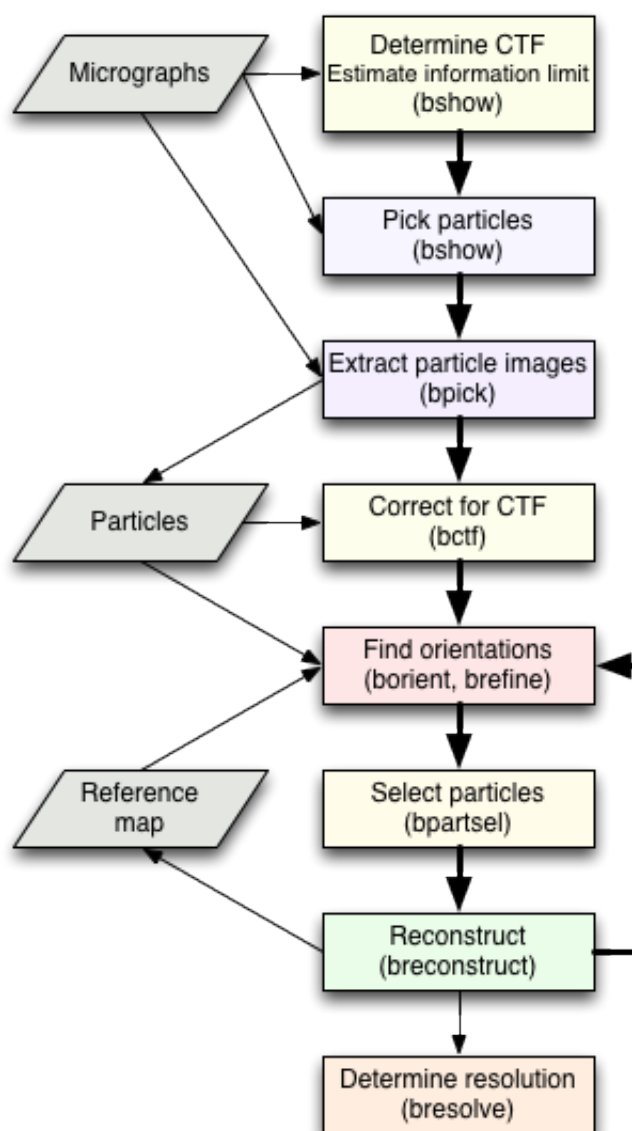 Micrographs
Determine CTF
Estimate information limit
(bshow)
Pick particles
(bshow)
Extract particle images
(bpick)
Particles
Correct for CTF
(bctf)
Find orientations
(borient, brefine)
Reference
map
Select particles
(bpartsel)
Reconstruct
(breconstruct)
Determine resolution
(bresolve)